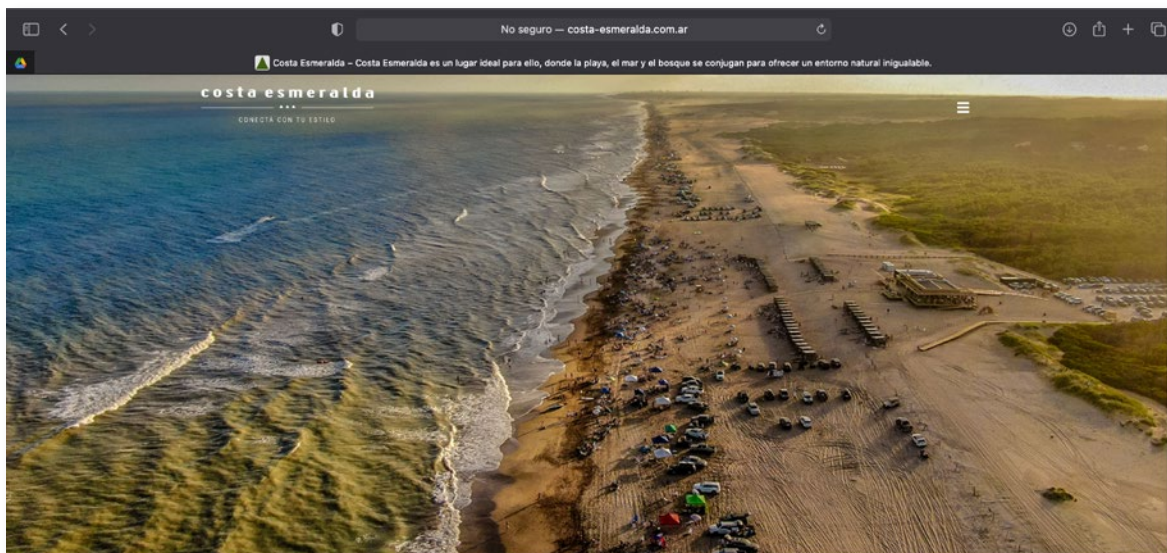 No seguro — costa-esmeralda.com.ar
Costa Esmeralda – Costa Esmeralda es un lugar ideal para ello, donde la playa, el mar y el bosque se conjugan para ofrecer un entorno natural inigualable.
costa esmeralda
CONECTÁ CON TU ESTILO